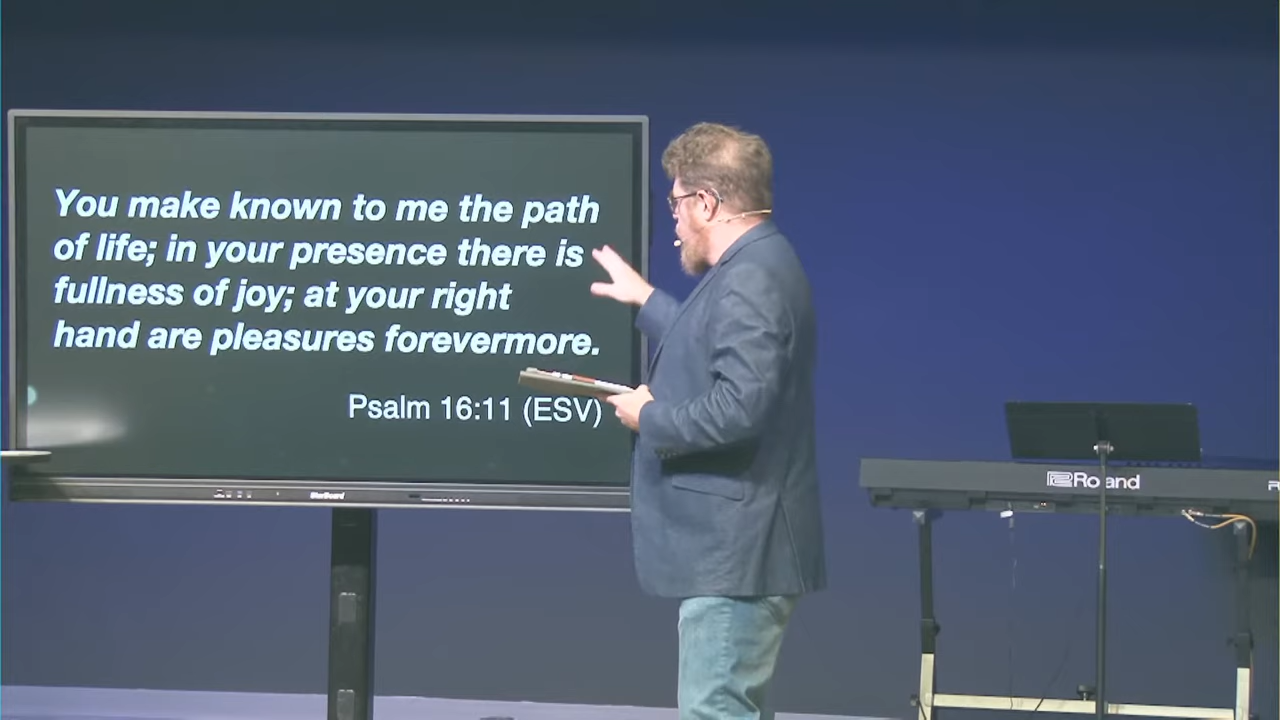 You make known to me the path
of life; in your presence there is
fullness of joy; at your right
hand are pleasures forevermore.
Psalm 16:11 (ESV)
StarBoard
Roland
R